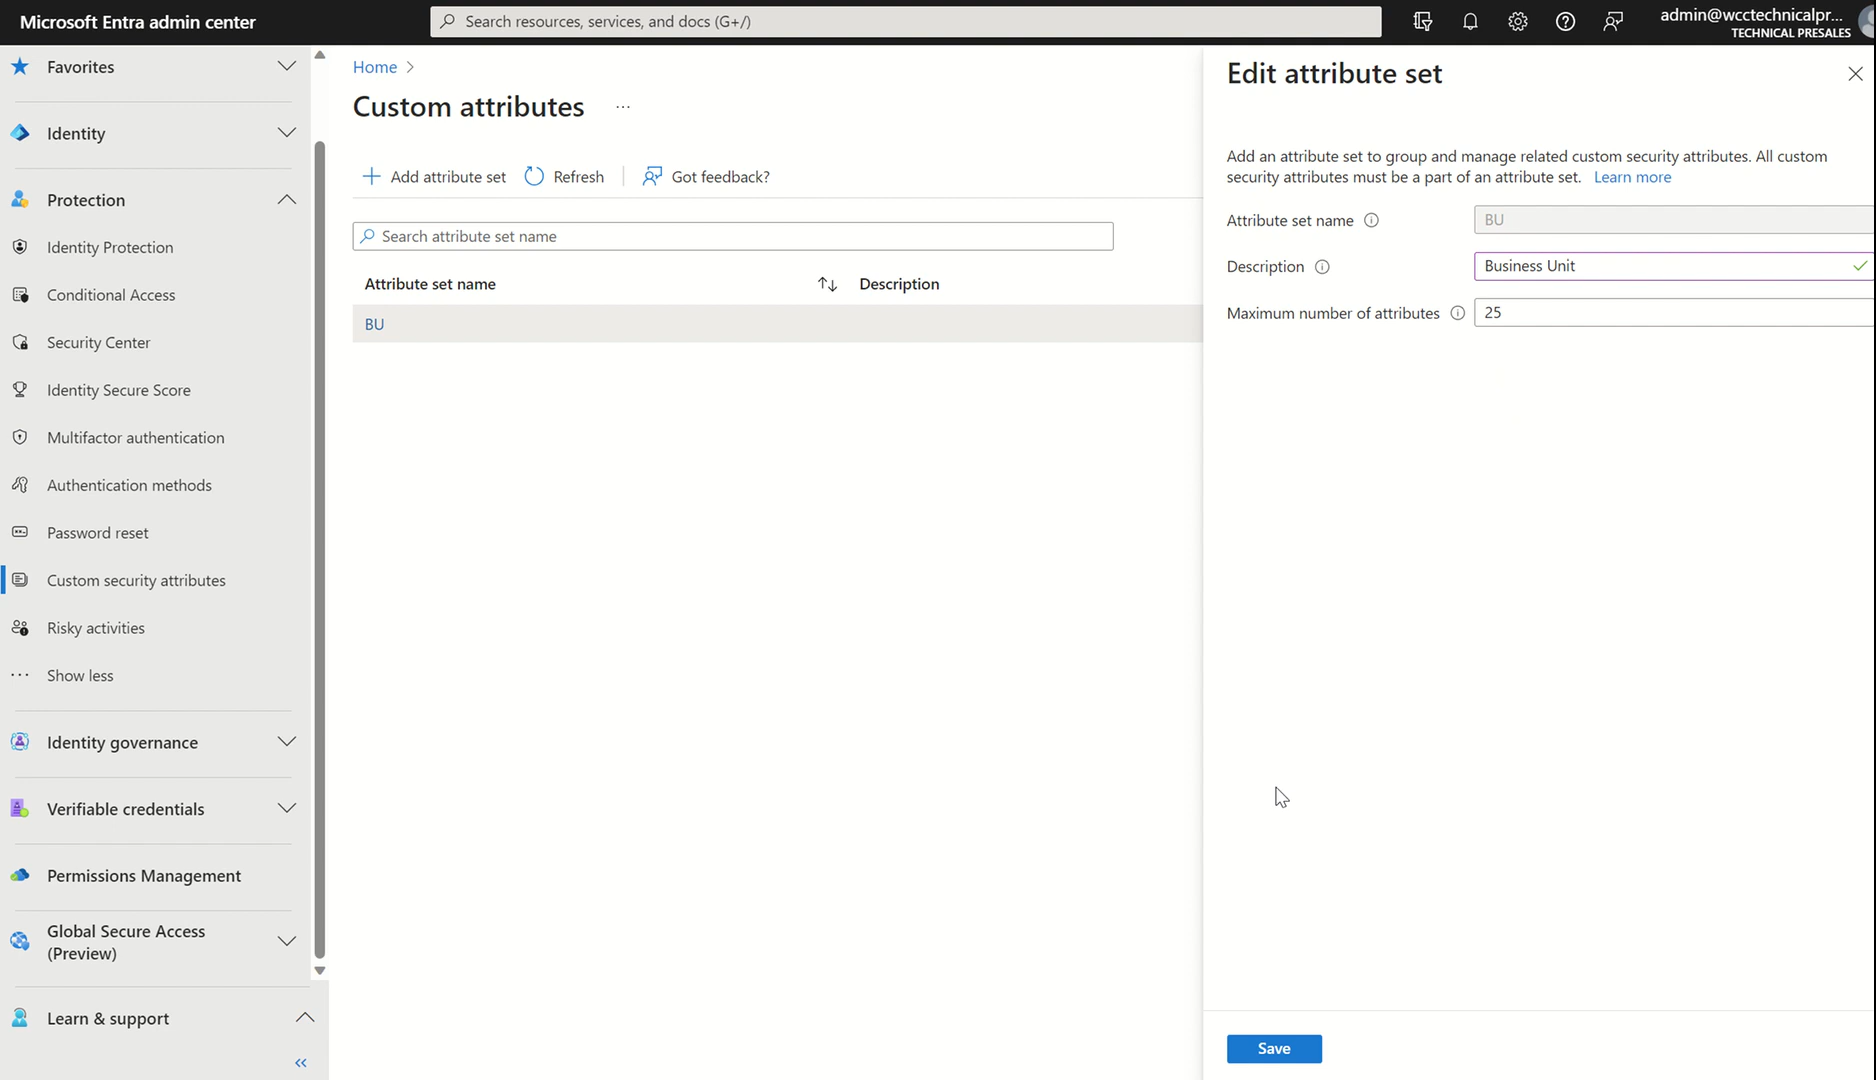 Microsoft Entra admin center
Search resources, services, and docs (G+/)
admin@wcctechnicalpr...
TECHNICAL PRESALES
Favorites
Identity
Protection
Identity Protection
Conditional Access
Security Center
Identity Secure Score
Multifactor authentication
Authentication methods
Password reset
Custom security attributes
Risky activities
Show less
Identity governance
Verifiable credentials
Permissions Management
Global Secure Access
(Preview)
Learn & support
Home
Custom attributes
Add attribute set
Refresh
Got feedback?
Search attribute set name
Attribute set name
Description
BU
Edit attribute set
Add an attribute set to group and manage related custom security attributes. All custom
security attributes must be a part of an attribute set. Learn more
Attribute set name
BU
Description
Business Unit
Maximum number of attributes
25
Save